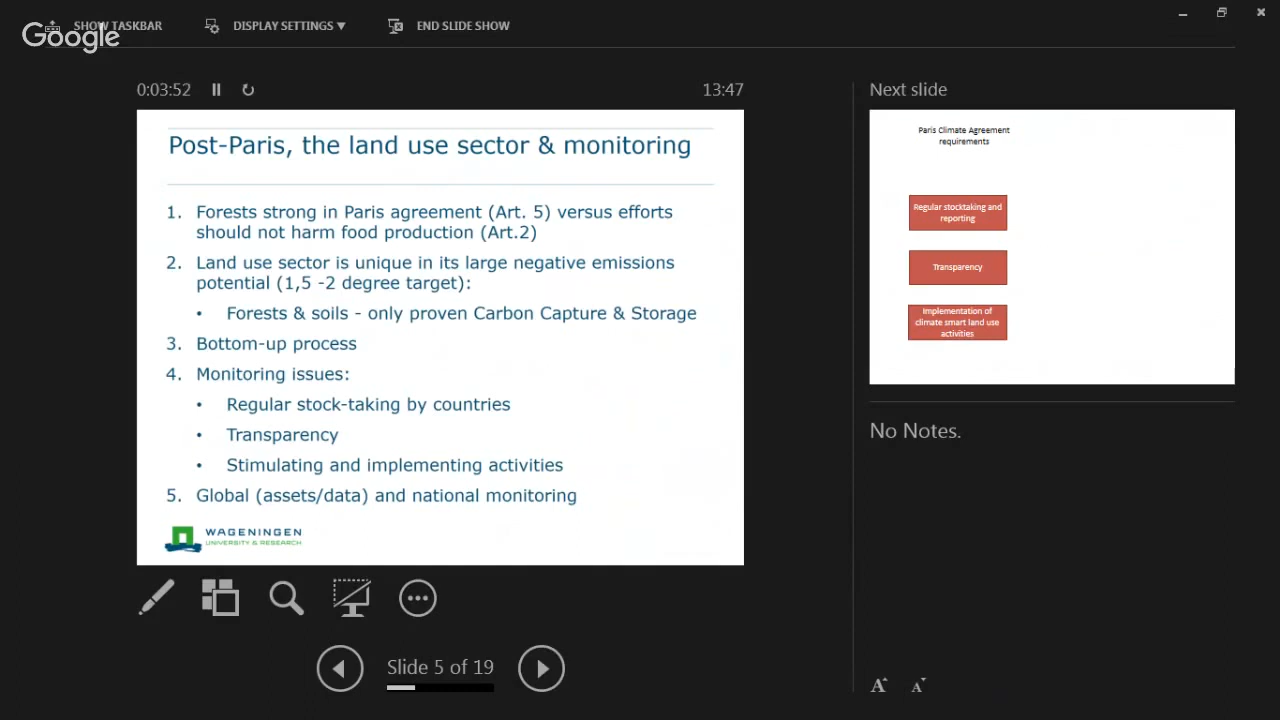 SHOW TASKBAR
DISPLAY SETTINGS
END SLIDE SHOW
Google
0:03:52
13:47
Post-Paris, the land use sector & monitoring
1. Forests strong in Paris agreement (Art. 5) versus efforts
should not harm food production (Art.2)
2. Land use sector is unique in its large negative emissions
potential (1,5 -2 degree target):
• Forests & soils - only proven Carbon Capture & Storage
3. Bottom-up process
4. Monitoring issues:
• Regular stock-taking by countries
• Transparency
• Stimulating and implementing activities
5. Global (assets/data) and national monitoring
WAGENINGEN
UNIVERSITY & RESEARCH
Slide 5 of 19
Next slide
Paris Climate Agreement
requirements
Regular stocktaking and
reporting
Transparency
Implementation of
climate smart land use
activities
No Notes.
A A